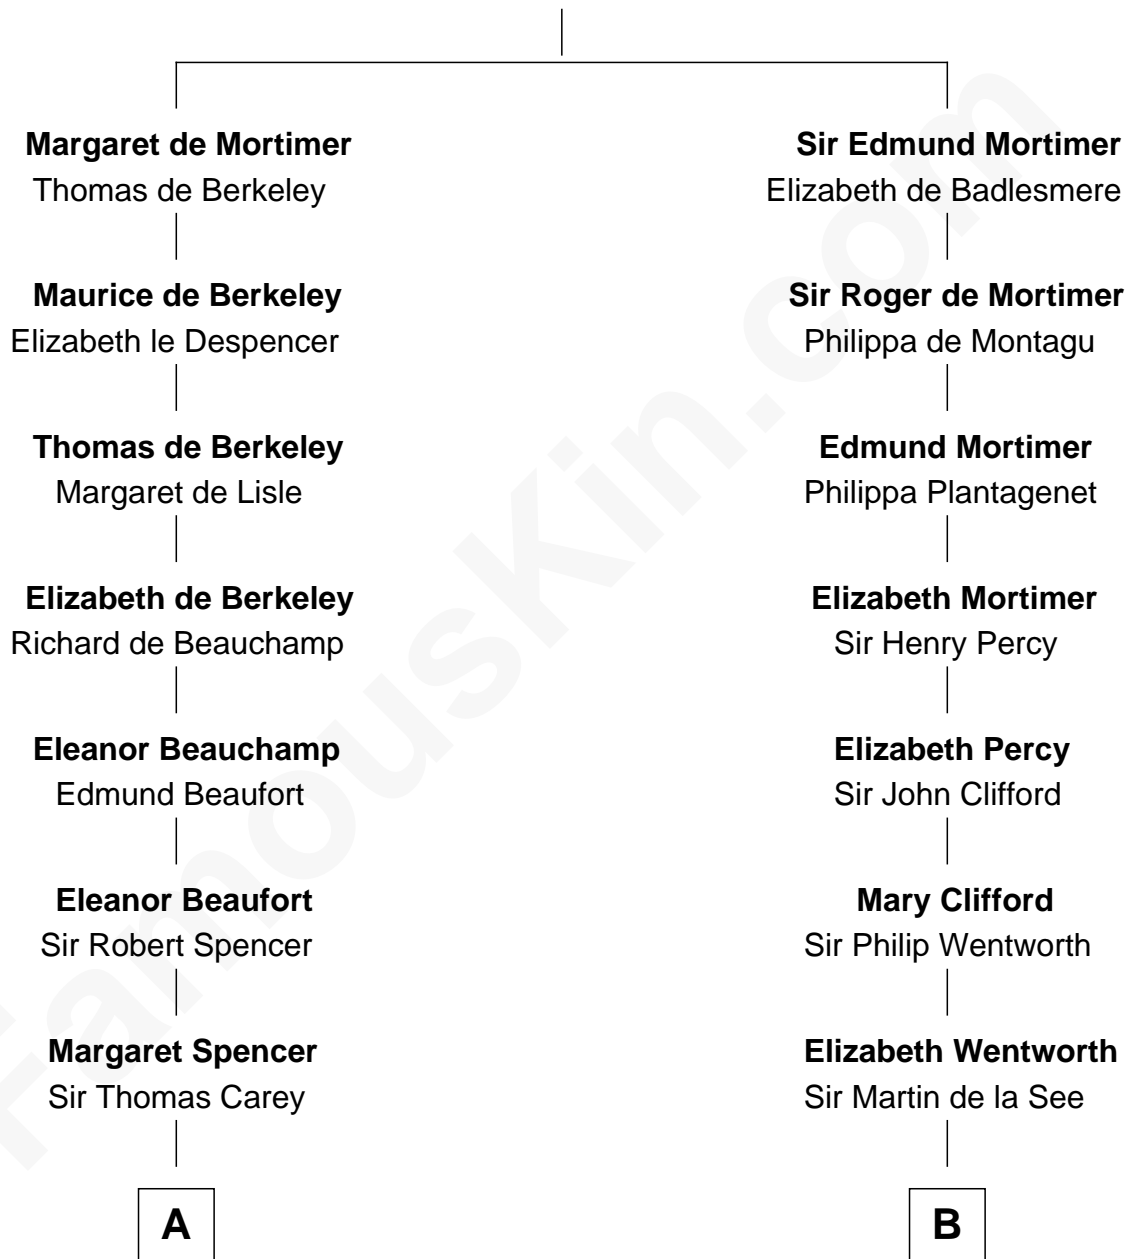 Margaret de Mortimer
Thomas de Berkeley
Maurice de Berkeley
Elizabeth le Despencer
Thomas de Berkeley
Margaret de Lisle
Elizabeth de Berkeley
Richard de Beauchamp
Eleanor Beauchamp
Edmund Beaufort
Eleanor Beaufort
Sir Robert Spencer
Margaret Spencer
Sir Thomas Carey
A
Sir Edmund Mortimer
Elizabeth de Badlesmere
Sir Roger de Mortimer
Philippa de Montagu
Edmund Mortimer
Philippa Plantagenet
Elizabeth Mortimer
Sir Henry Percy
Elizabeth Percy
Sir John Clifford
Mary Clifford
Sir Philip Wentworth
Elizabeth Wentworth
Sir Martin de la See
B
FamousKin.com